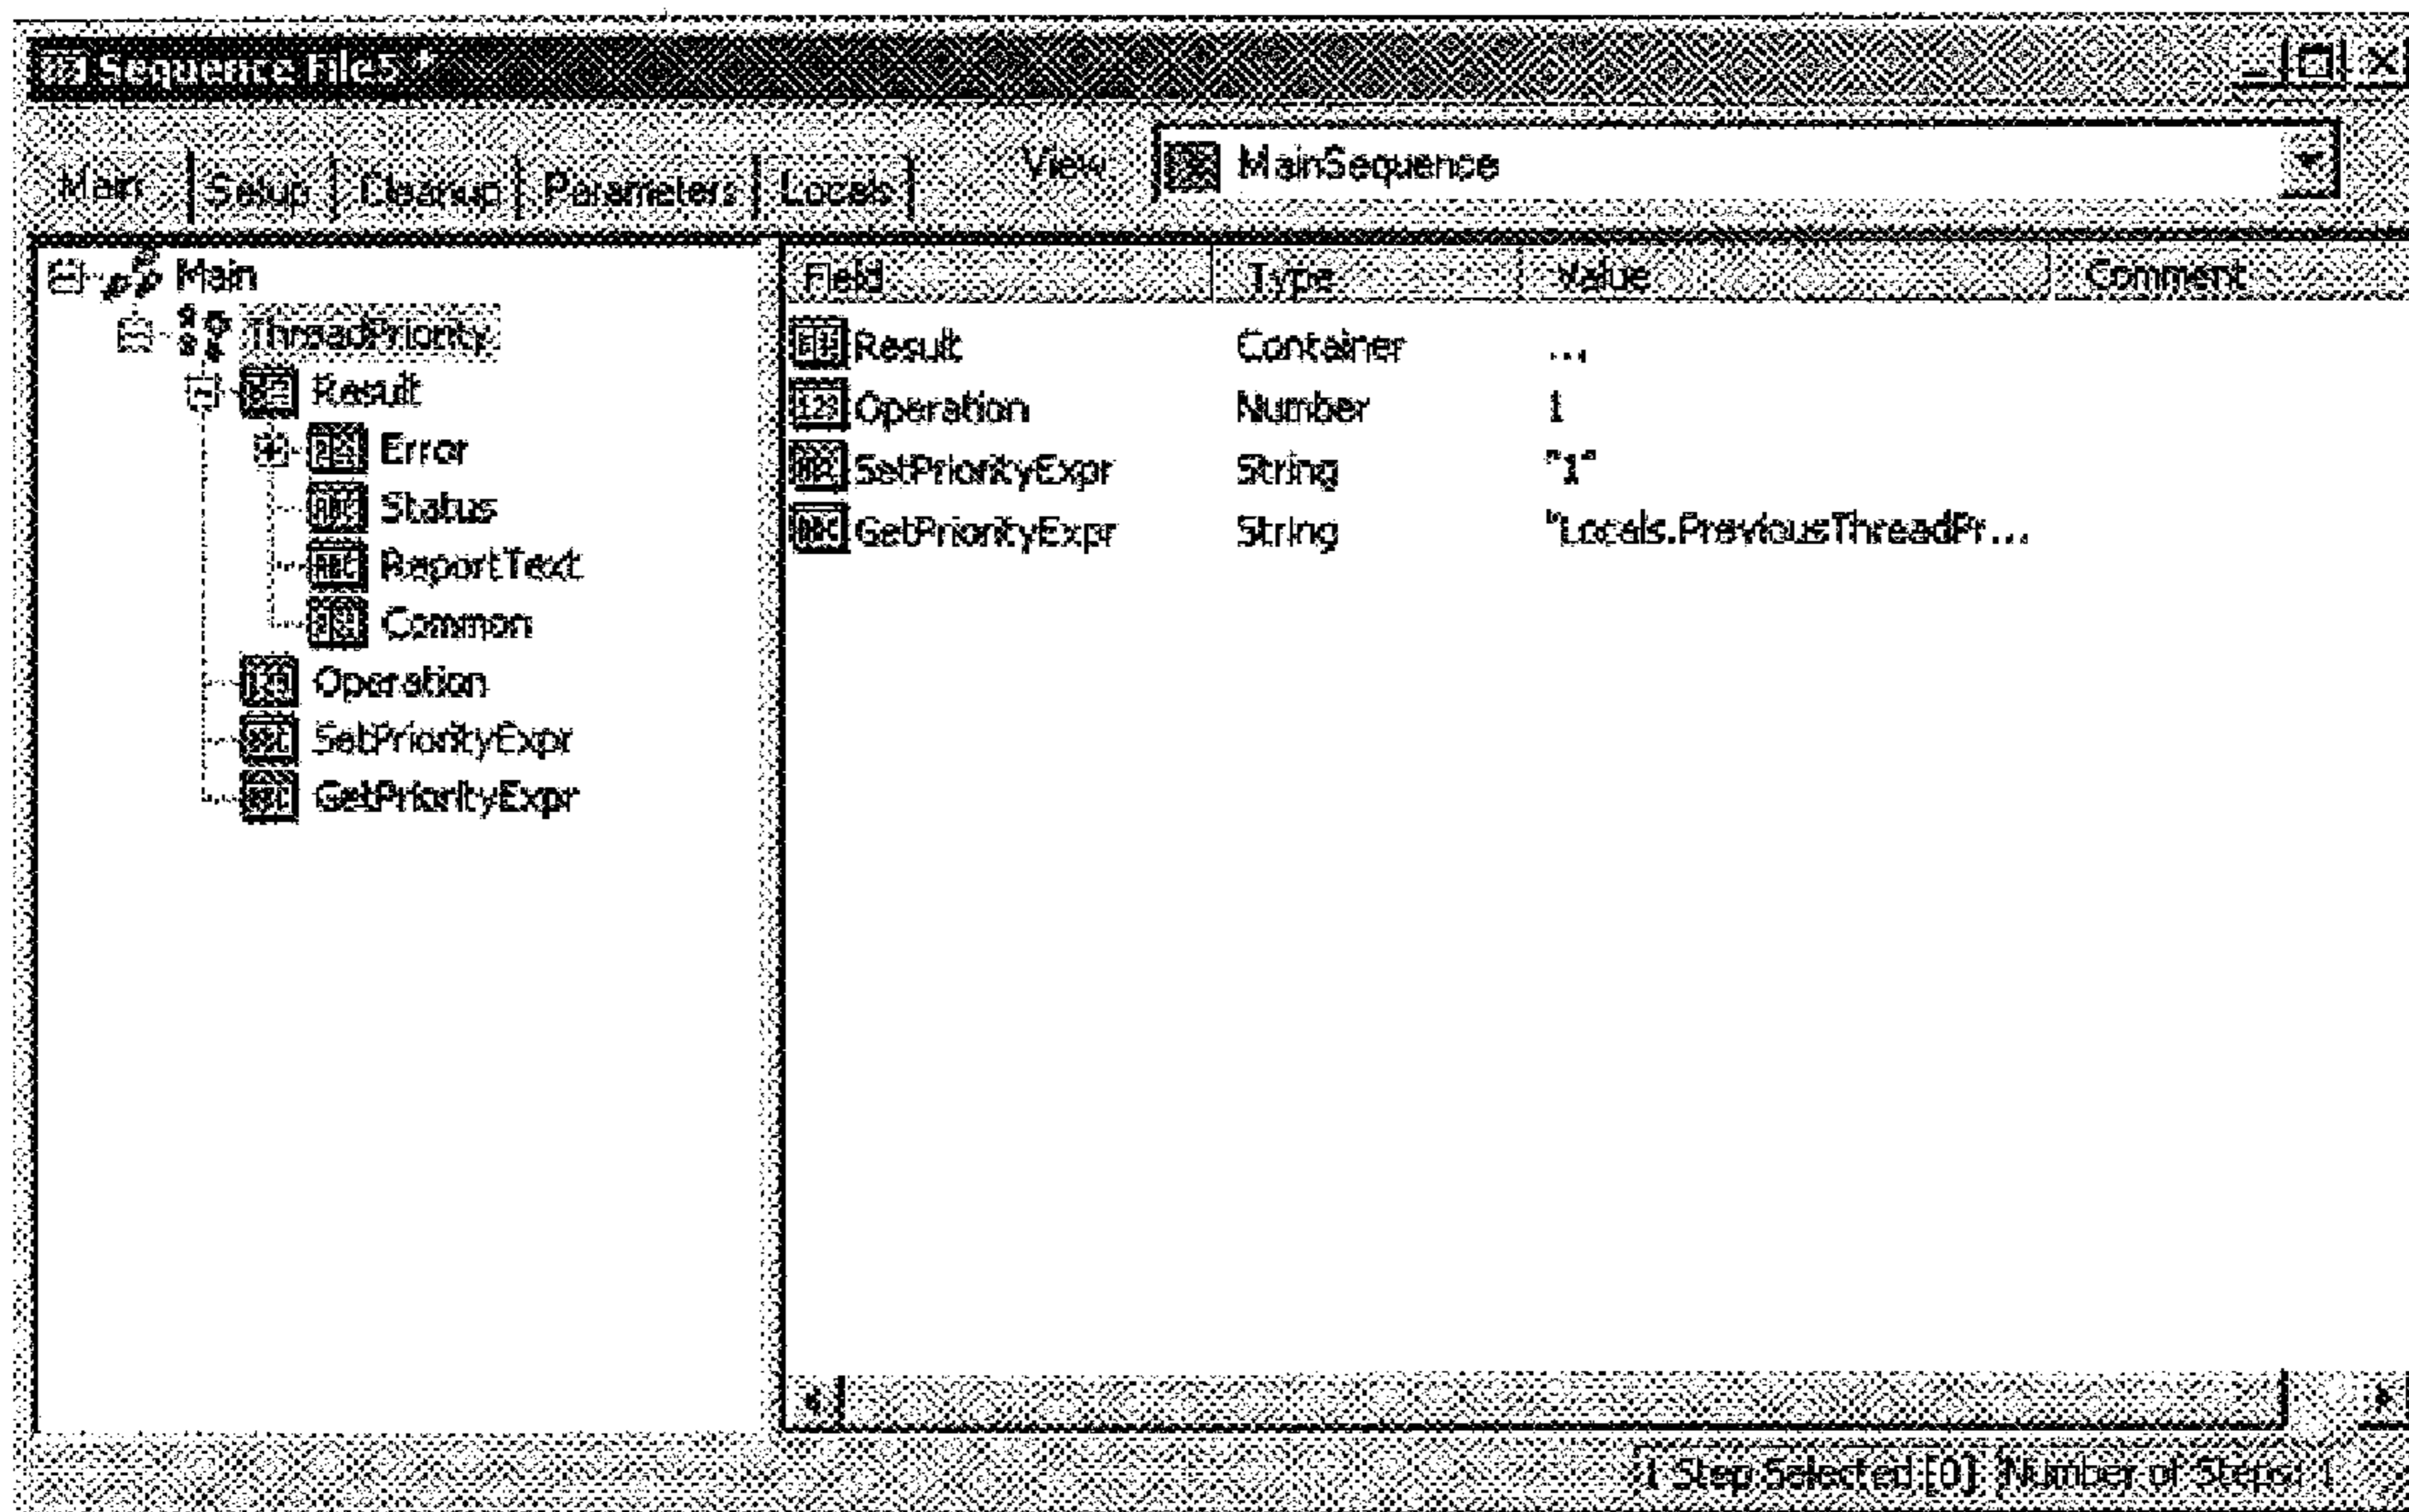 Sequence File5 *
Main Setup Cleanup Parameters Locals View: MainSequence
Main
ThreadPriority
Result
Error
Status
ReportText
Common
Operation
SetPriorityExpr
GetPriorityExpr
Field Type Value Comment
Result Container ...
Operation Number 1
SetPriorityExpr String "1"
GetPriorityExpr String "Locals.PreviousThreadPr...
1 Step Selected [0] Number of Steps: 1